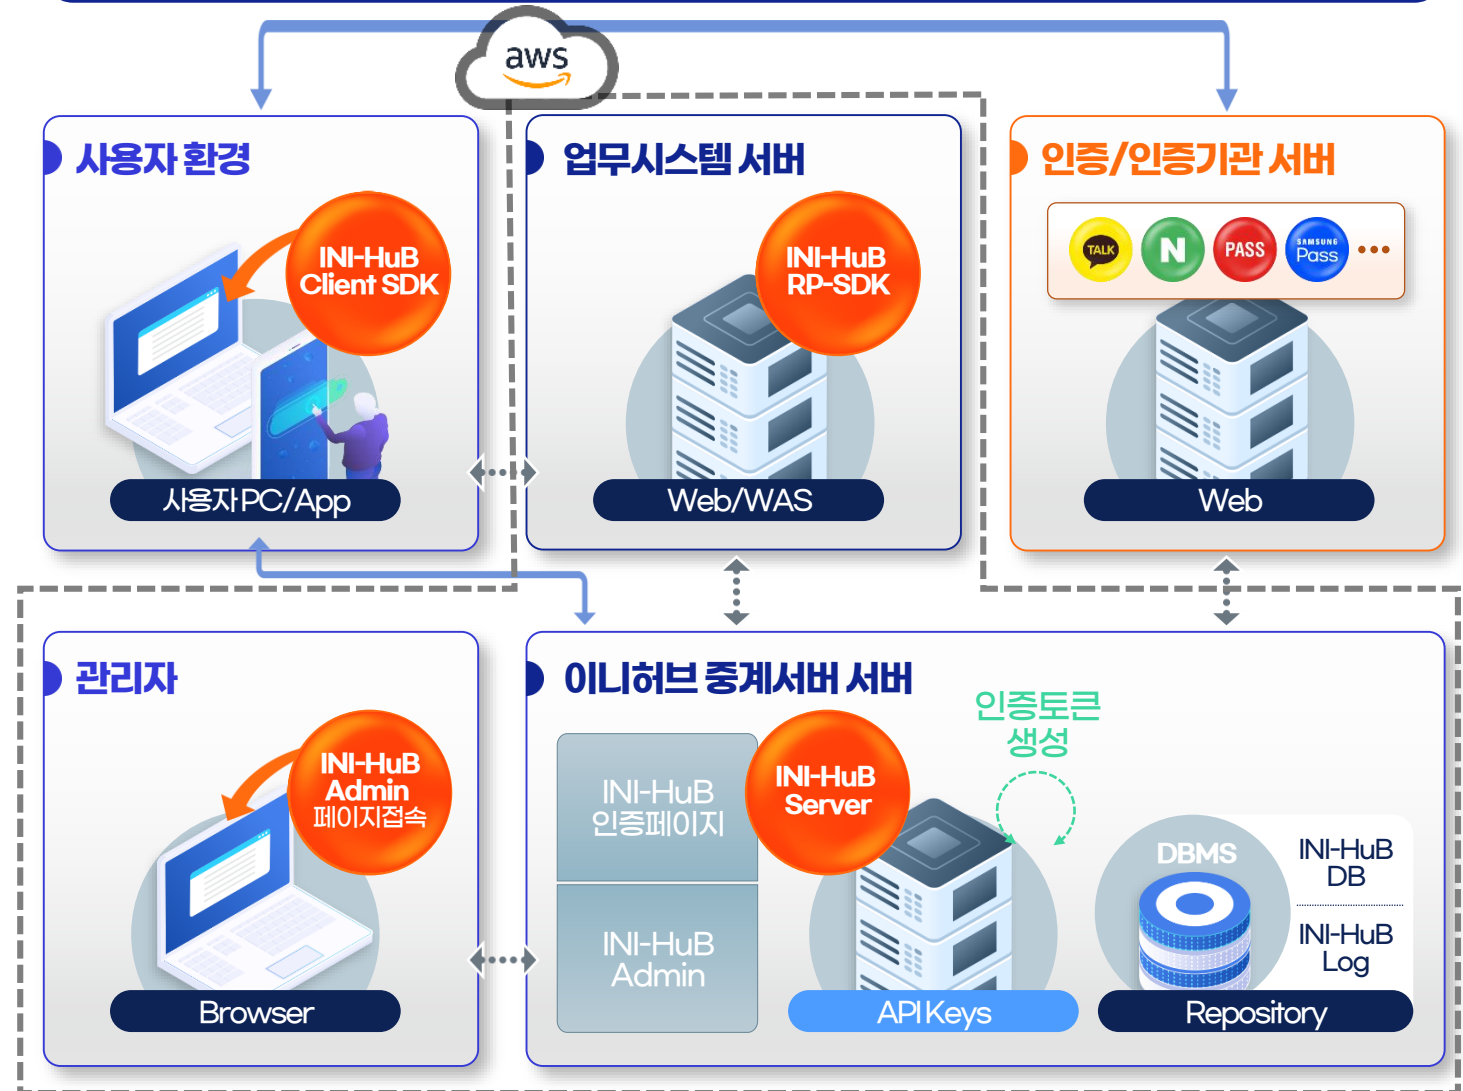 aws
사용자 환경
INI-HuB
Client SDK
사용자 PC/App
업무시스템 서버
INI-HuB
RP-SDK
Web/WAS
인증/인증기관 서버
TALK
N
PASS
SAMSUNG
Pass
Web
관리자
INI-HuB
Admin
페이지접속
Browser
이니허브 중계서버 서버
INI-HuB
인증페이지
INI-HuB
Admin
INI-HuB
Server
인증토큰
생성
API Keys
DBMS
INI-HuB
DB
INI-HuB
Log
Repository